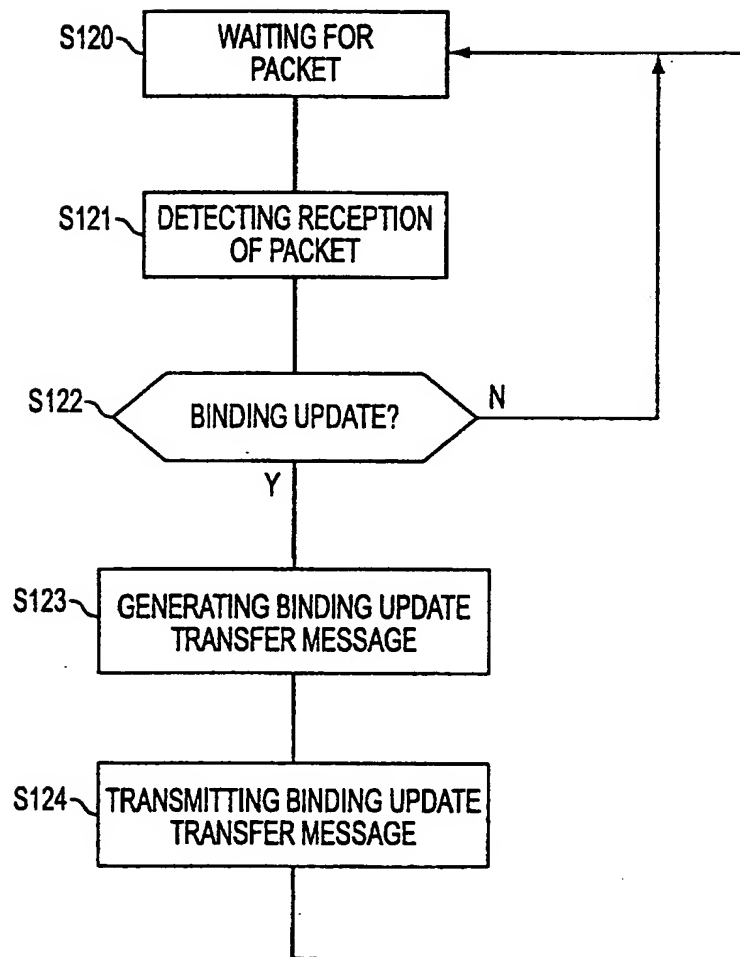 S120
WAITING FOR
PACKET
S121
DETECTING RECEPTION
OF PACKET
S122
BINDING UPDATE?
N
Y
S123
GENERATING BINDING UPDATE
TRANSFER MESSAGE
S124
TRANSMITTING BINDING UPDATE
TRANSFER MESSAGE